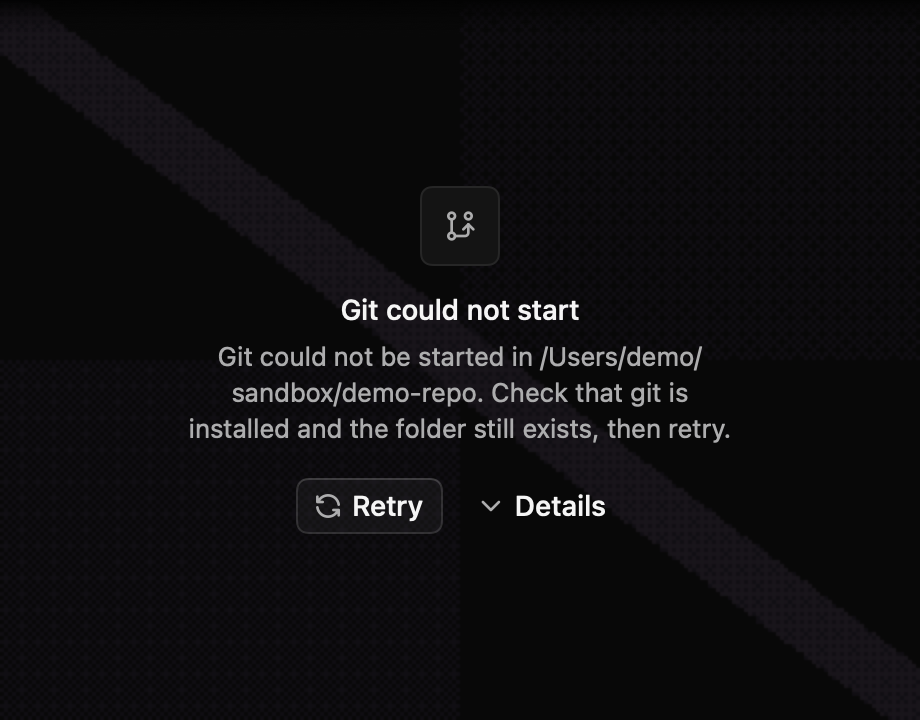 Git could not start
Git could not be started in /Users/demo/
sandbox/demo-repo. Check that git is
installed and the folder still exists, then retry.
Retry
Details